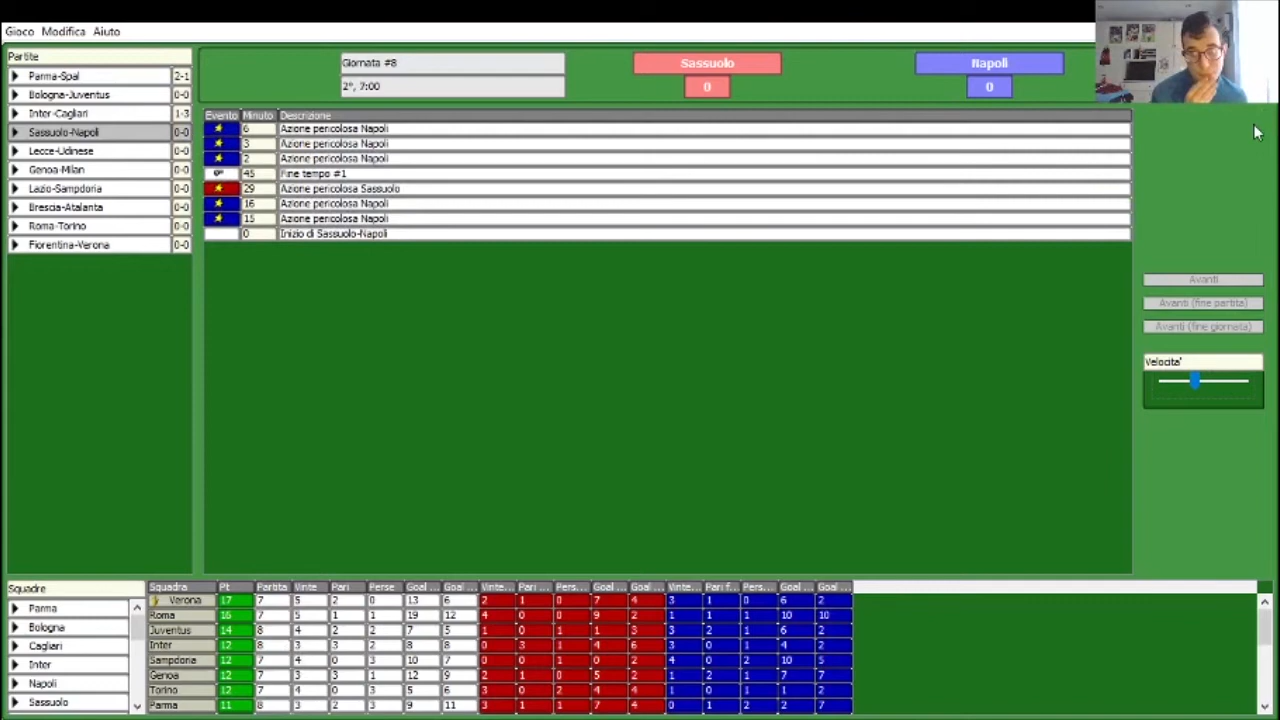 Gioco Modifica Aiuto
Partite
Parma-Spal 2-1
Bologna-Juventus 0-0
Inter-Cagliari 1-3
Sassuolo-Napoli 0-0
Lecce-Udinese 0-0
Genoa-Milan 0-0
Lazio-Sampdoria 0-0
Brescia-Atalanta 0-0
Roma-Torino 0-0
Fiorentina-Verona 0-0
Giornata #8
2°, 7:00
Sassuolo
0
Napoli
0
Evento Minuto Descrizione
6 Azione pericolosa Napoli
3 Azione pericolosa Napoli
2 Azione pericolosa Napoli
45 Fine tempo #1
29 Azione pericolosa Sassuolo
16 Azione pericolosa Napoli
15 Azione pericolosa Napoli
0 Inizio di Sassuolo-Napoli
Avanti
Avanti (fine partita)
Avanti (fine giornata)
Velocita'
Squadre
Parma
Bologna
Cagliari
Inter
Napoli
Sassuolo
Squadra Pt Partita Vinte Pari Perse Goal ... Goal ... Vinte... Pari ... Pers... Goal ... Goal ... Vinte... Pari f... Pers... Goal ... Goal ...
Verona 17 7 5 2 0 13 6 2 1 0 7 4 3 1 0 6 2
Roma 16 7 5 1 1 19 12 4 0 0 9 2 1 1 1 10 10
Juventus 14 8 4 2 2 7 5 1 0 1 1 3 3 2 1 6 2
Inter 12 8 3 3 2 8 8 0 3 1 4 6 3 0 1 4 2
Sampdoria 12 7 4 0 3 10 7 0 0 1 0 2 4 0 2 10 5
Genoa 12 7 3 3 1 12 9 2 1 0 5 2 1 2 1 7 7
Torino 12 7 4 0 3 5 6 3 0 2 4 4 1 0 1 1 2
Parma 11 8 3 2 3 9 11 3 1 1 7 4 0 1 2 2 7